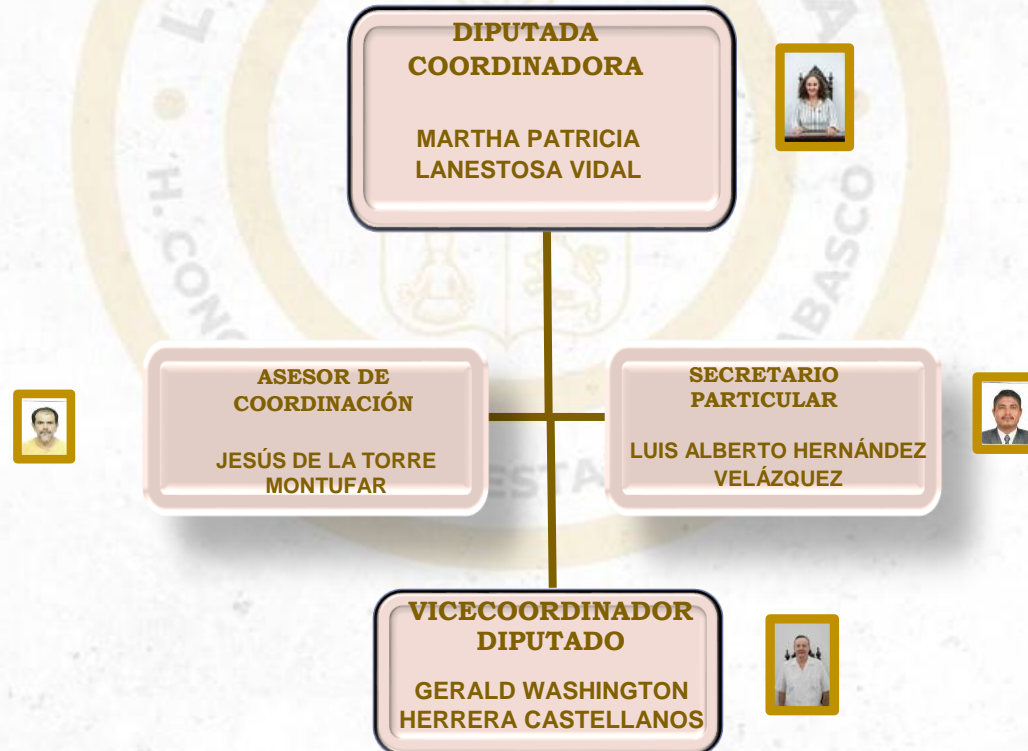 DIPUTADA
COORDINADORA
MARTHA PATRICIA
LANESTOSA VIDAL
ASESOR DE
COORDINACIÓN
JESÚS DE LA TORRE
MONTUFAR
SECRETARIO
PARTICULAR
LUIS ALBERTO HERNÁNDEZ
VELÁZQUEZ
VICECOORDINADOR
DIPUTADO
GERALD WASHINGTON
HERRERA CASTELLANOS